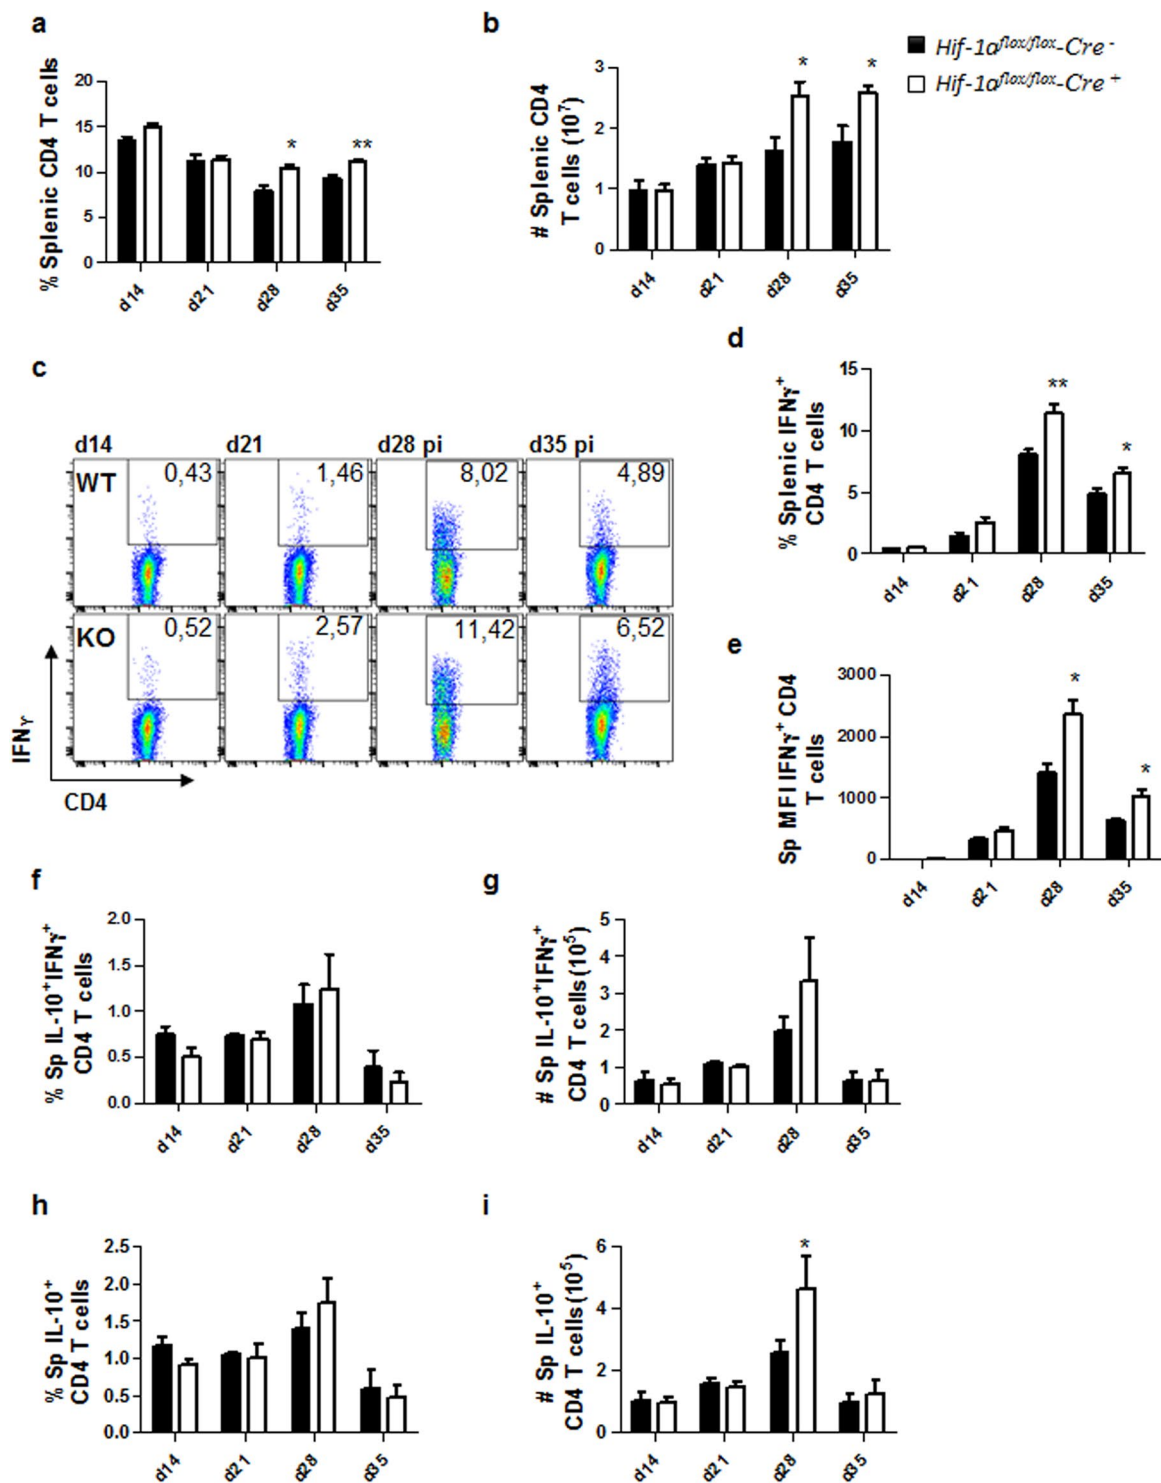 a
% Splenic CD4 T cells
20
15
10
5
0
*
**
d14
d21
d28
d35
b
# Splenic CD4
T cells (10⁷)
3
2
1
0
*
*
d14
d21
d28
d35
Hif-1α^flox/flox-Cre⁻
Hif-1α^flox/flox-Cre⁺
c
d14
d21
d28 pi
d35 pi
WT
0,43
1,46
8,02
4,89
KO
0,52
2,57
11,42
6,52
IFNγ
CD4
d
% Splenic IFNγ⁺
CD4 T cells
15
10
5
0
**
*
d14
d21
d28
d35
e
Sp MFI IFNγ⁺ CD4
T cells
3000
2000
1000
0
*
*
d14
d21
d28
d35
f
% Sp IL-10⁺IFNγ⁺
CD4 T cells
2.0
1.5
1.0
0.5
0.0
d14
d21
d28
d35
g
# Sp IL-10⁺IFNγ⁺
CD4 T cells (10⁵)
5
4
3
2
1
0
d14
d21
d28
d35
h
% Sp IL-10⁺
CD4 T cells
2.5
2.0
1.5
1.0
0.5
0.0
d14
d21
d28
d35
i
# Sp IL-10⁺
CD4 T cells (10⁵)
6
4
2
0
*
d14
d21
d28
d35